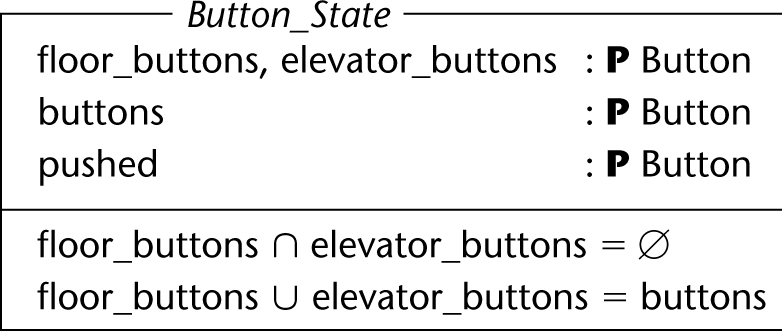 Button_State
floor_buttons, elevator_buttons : P Button
buttons : P Button
pushed : P Button
floor_buttons ∩ elevator_buttons = ∅
floor_buttons ∪ elevator_buttons = buttons